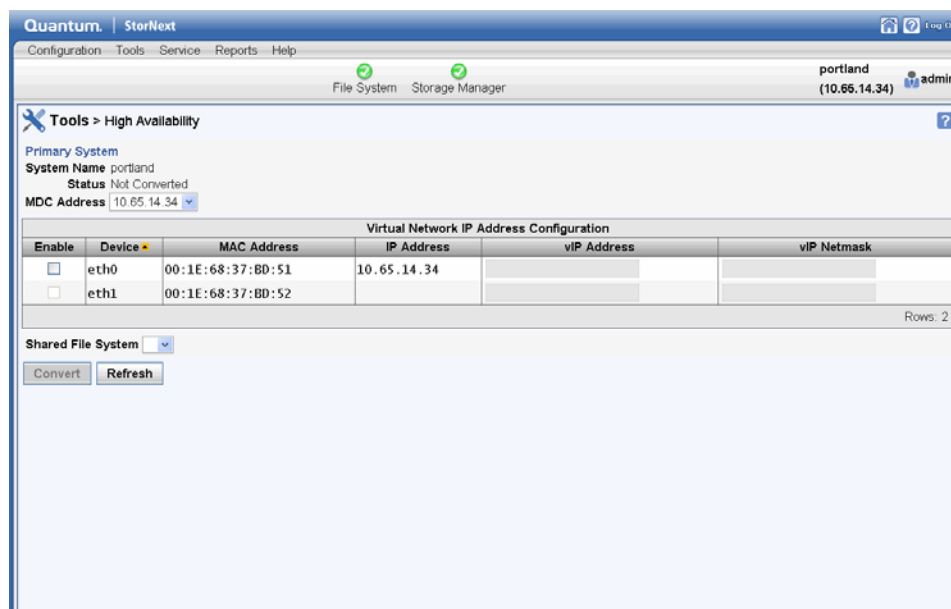 Quantum. | StorNext
Configuration Tools Service Reports Help
File System Storage Manager
portland
(10.65.14.34)
Tools > High Availability
Primary System
System Name portland
Status Not Converted
MDC Address 10.65.14.34
Virtual Network IP Address Configuration
Enable Device MAC Address IP Address vIP Address vIP Netmask
eth0 00:1E:68:37:BD:51 10.65.14.34
eth1 00:1E:68:37:BD:52
Rows: 2
Shared File System
Convert Refresh